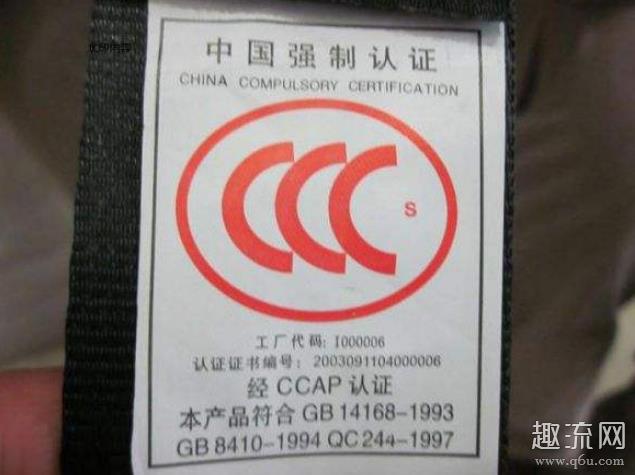 中国强制认证
CHINA COMPULSORY CERTIFICATION
CCC
S
工厂代码: I000006
认证证书编号: 2003091104000006
经 CCAP 认证
本产品符合 GB 14168-1993
GB 8410-1994 QC 244-1997
趣流网
www.q6u.com